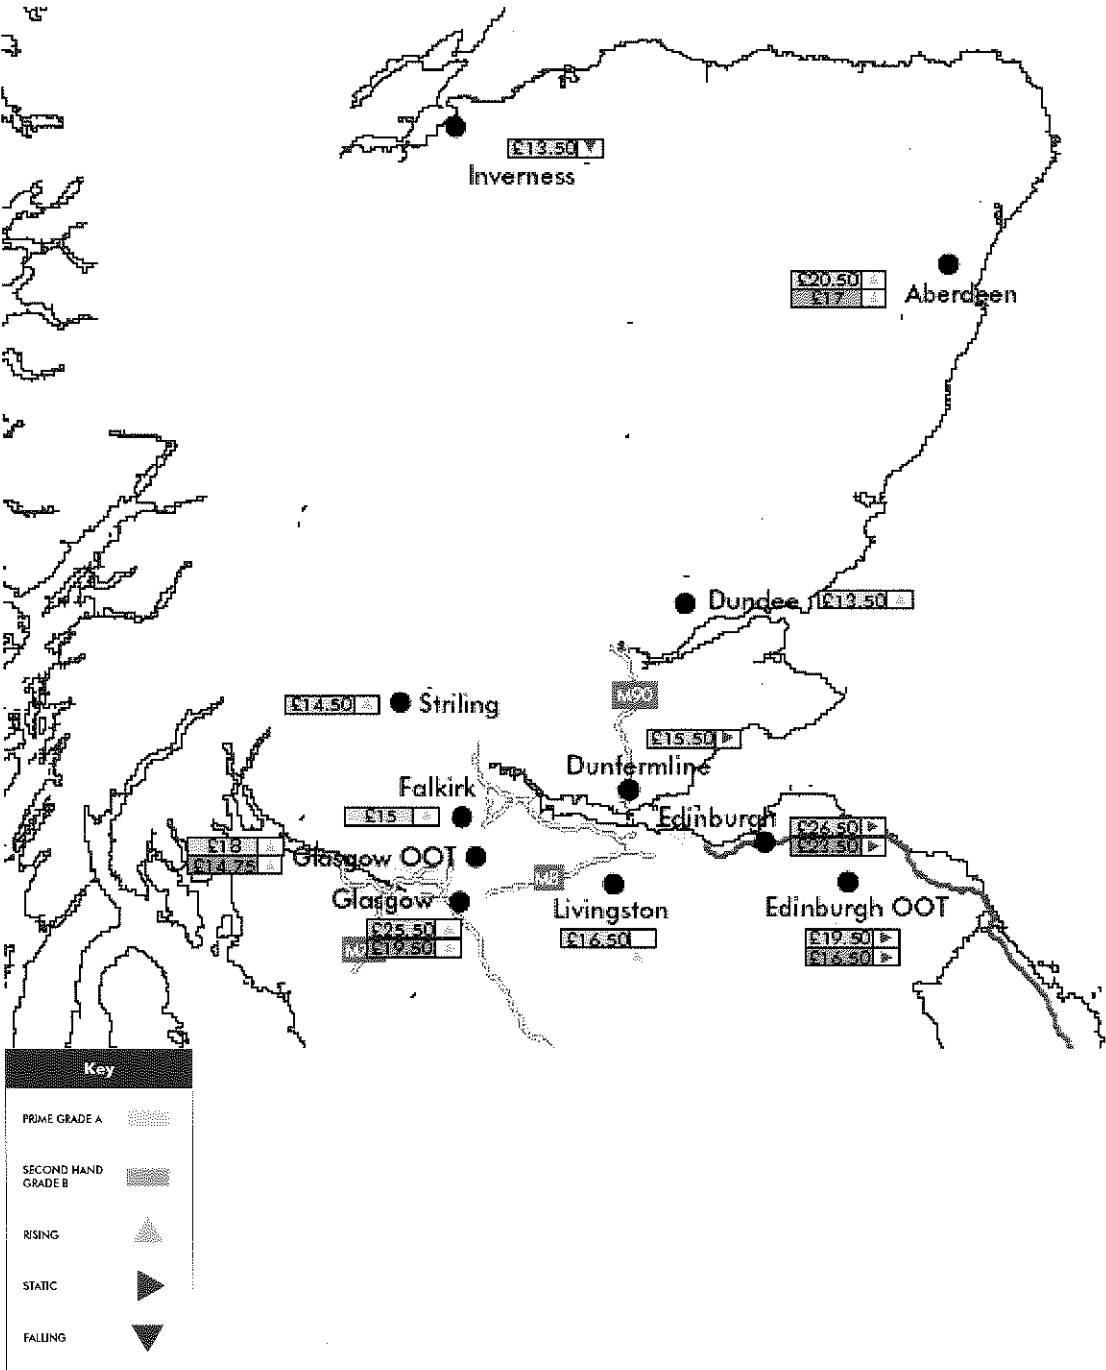 £13.50
Inverness
£20.50
£17
Aberdeen
Dundee £13.50
M90
£14.50 Striling
£15.50
Dunfermline
Falkirk
£15
Edinburgh
£26.50
£23.50
£18
£14.75
Glasgow OOT
M8
Glasgow
£25.50
£19.50
Livingston
£16.50
Edinburgh OOT
£19.50
£16.50
Key
PRIME GRADE A
SECOND HAND
GRADE B
RISING
STATIC
FALLING